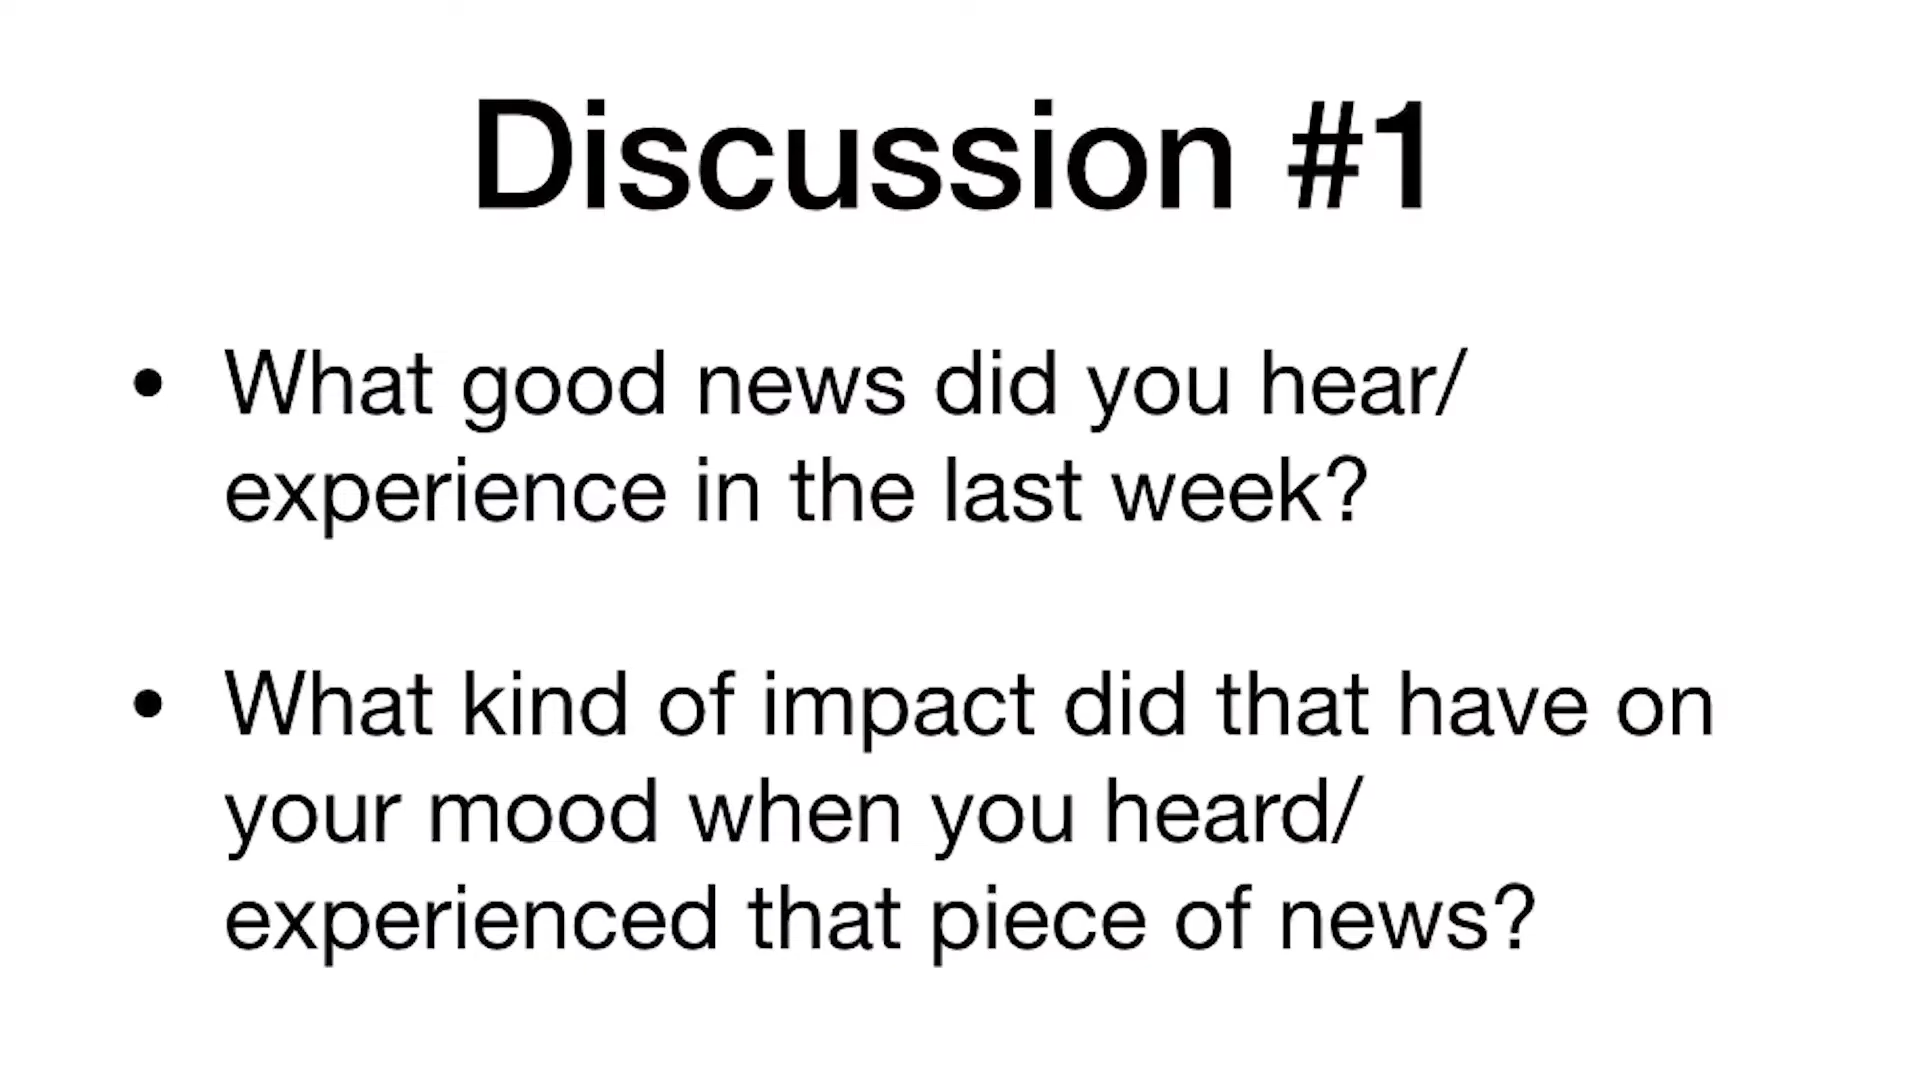 Discussion #1
• What good news did you hear/
experience in the last week?
• What kind of impact did that have on
your mood when you heard/
experienced that piece of news?